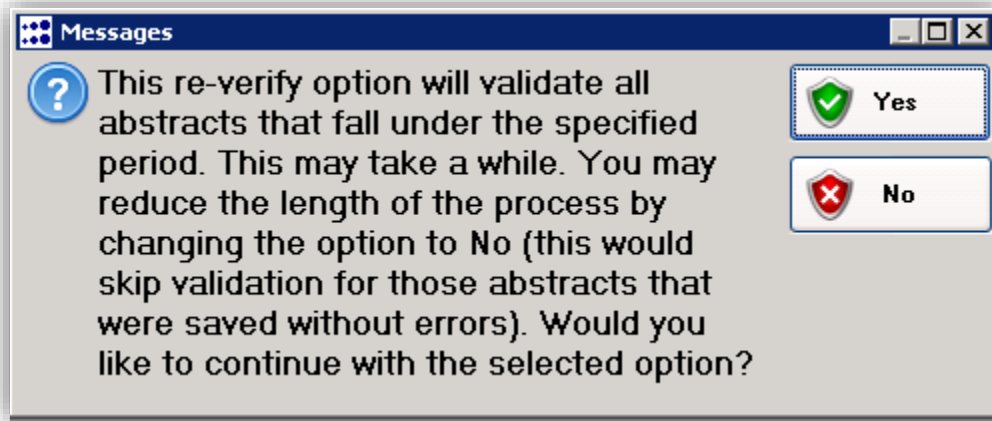 Messages
This re-verify option will validate all
abstracts that fall under the specified
period. This may take a while. You may
reduce the length of the process by
changing the option to No (this would
skip validation for those abstracts that
were saved without errors). Would you
like to continue with the selected option?
Yes
No